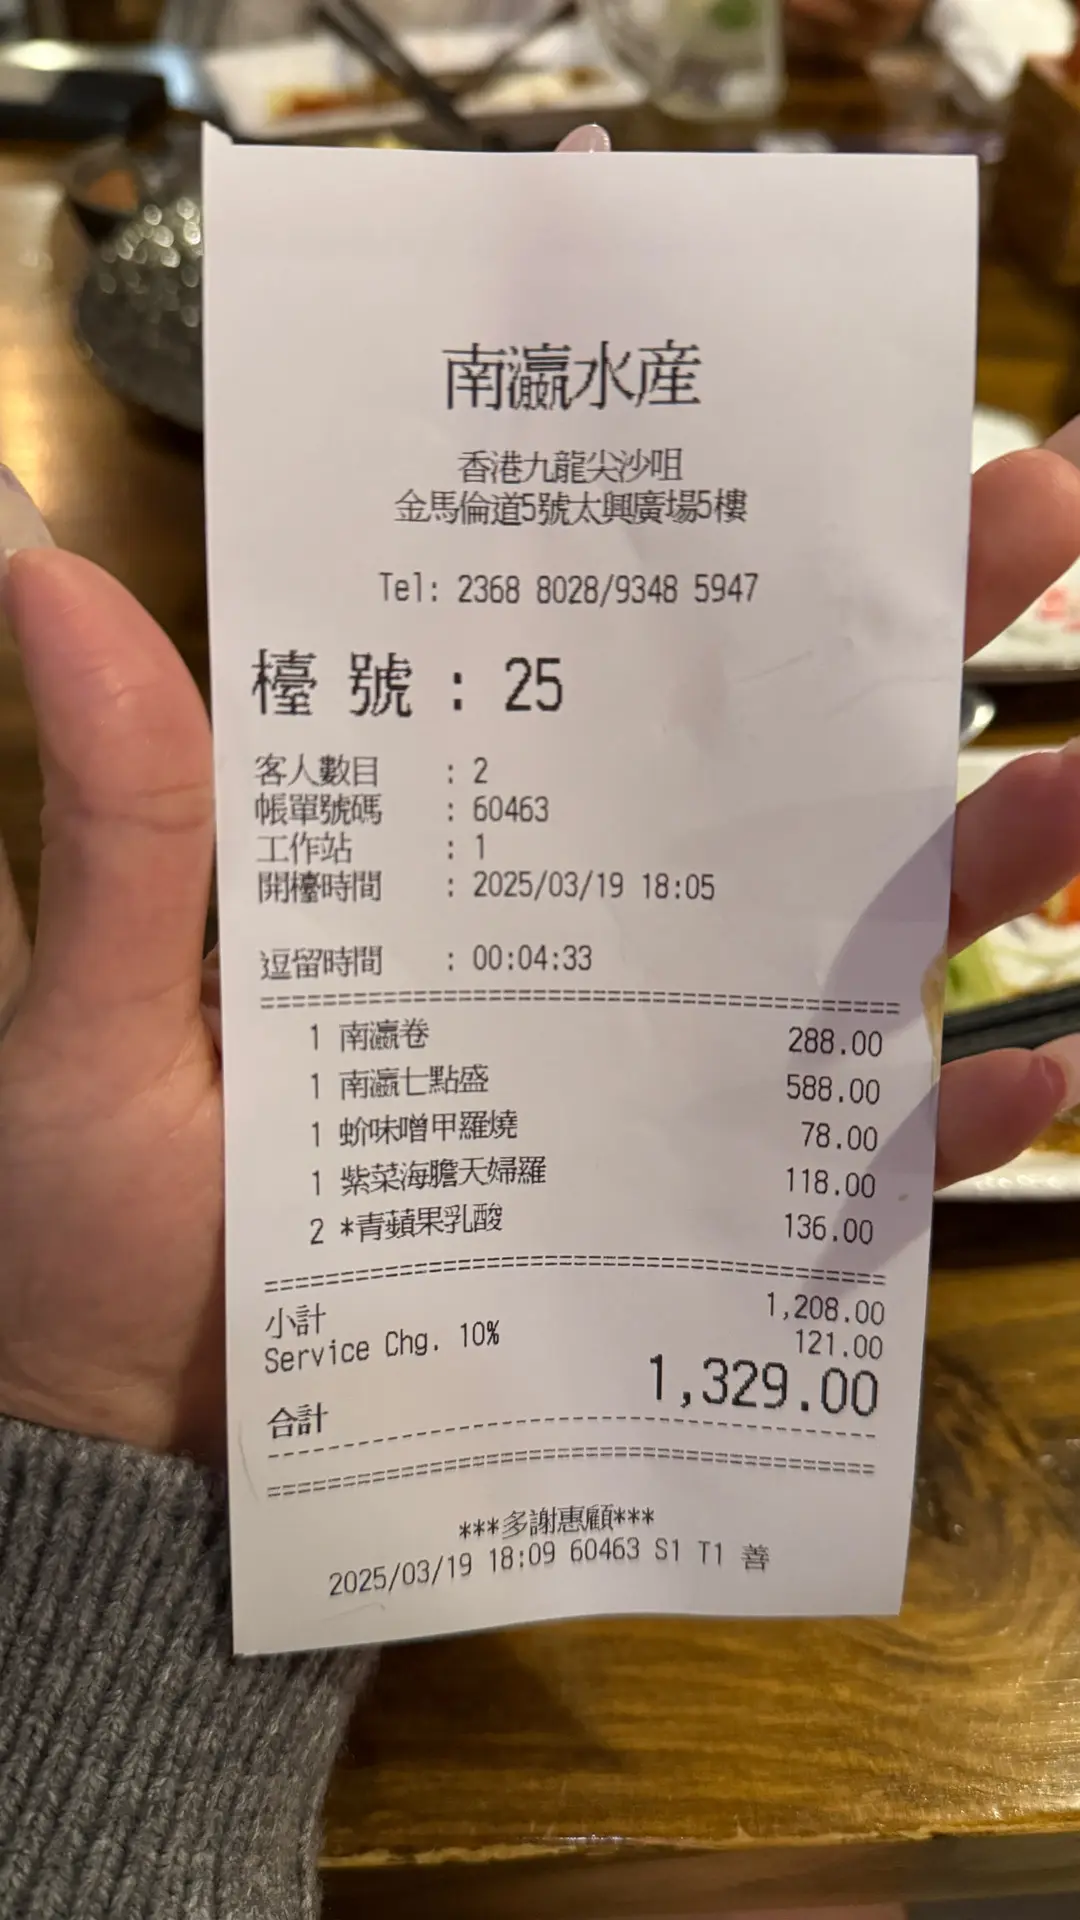 南瀛水産
香港九龍尖沙咀
金馬倫道5號太興廣場5樓
Tel: 2368 8028/9348 5947
檯 號 : 25
客人數目 : 2
帳單號碼 : 60463
工作站 : 1
開檯時間 : 2025/03/19 18:05
逗留時間 : 00:04:33
1 南瀛卷 288.00
1 南瀛七點盛 588.00
1 蚧味噌甲羅燒 78.00
1 紫菜海膽天婦羅 118.00
2 *青蘋果乳酸 136.00
小計 1,208.00
Service Chg. 10% 121.00
合計 1,329.00
***多謝惠顧***
2025/03/19 18:09 60463 S1 T1 善